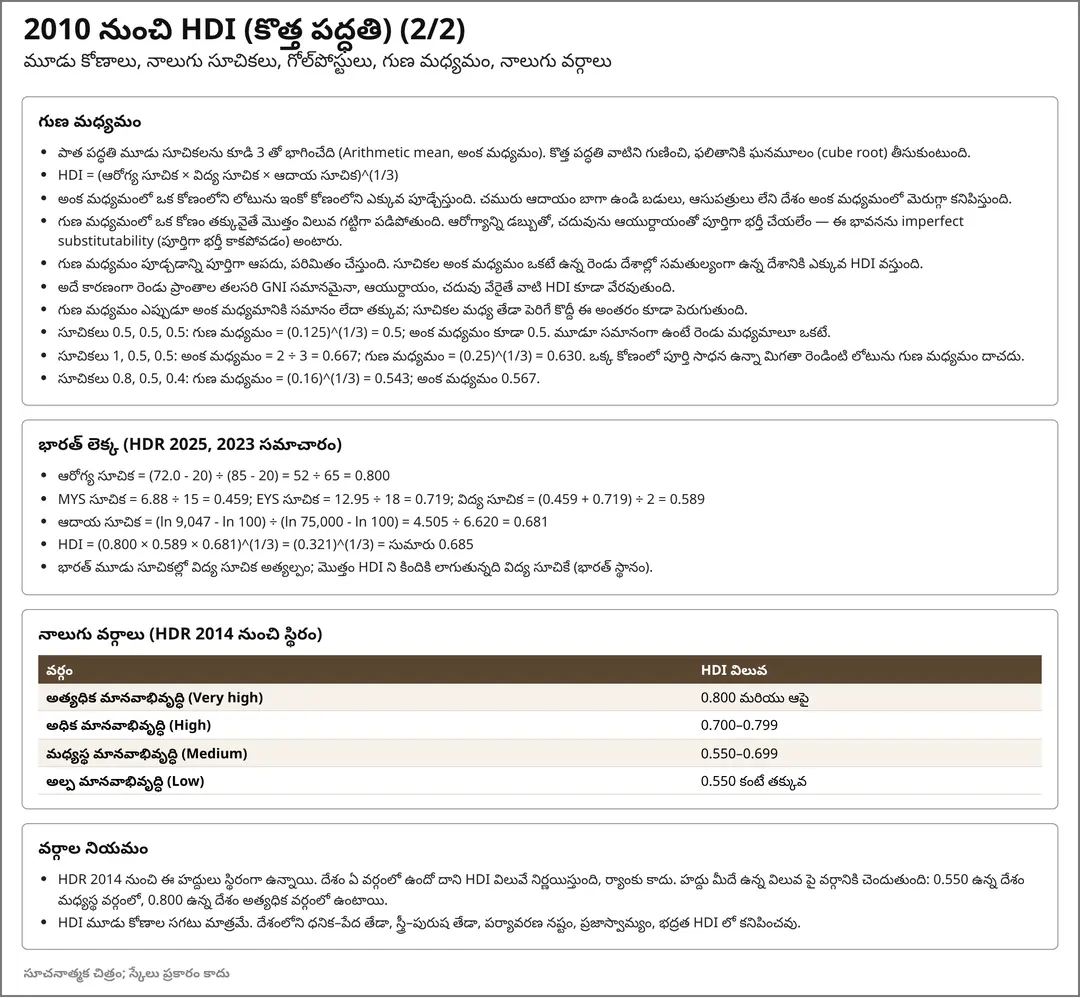 2010 నుంచి HDI (కొత్త పద్ధతి) (2/2)
మూడు కోణాలు, నాలుగు సూచికలు, గోల్‌పోస్టులు, గుణ మధ్యమం, నాలుగు వర్గాలు
గుణ మధ్యమం
• పాత పద్ధతి మూడు సూచికలను కూడి 3 తో భాగించేది (Arithmetic mean, అంక మధ్యమం). కొత్త పద్ధతి వాటిని గుణించి, ఫలితానికి ఘనమూలం (cube root) తీసుకుంటుంది.
• HDI = (ఆరోగ్య సూచిక × విద్య సూచిక × ఆదాయ సూచిక)^(1/3)
• అంక మధ్యమంలో ఒక కోణంలోని లోటును ఇంకో కోణంలోని ఎక్కువ పూడ్చేస్తుంది. చమురు ఆదాయం బాగా ఉండి బడులు, ఆసుపత్రులు లేని దేశం అంక మధ్యమంలో మెరుగ్గా కనిపిస్తుంది.
• గుణ మధ్యమంలో ఒక కోణం తక్కువైతే మొత్తం విలువ గట్టిగా పడిపోతుంది. ఆరోగ్యాన్ని డబ్బుతో, చదువును ఆయుర్దాయంతో పూర్తిగా భర్తీ చేయలేం — ఈ భావనను imperfect
substitutability (పూర్తిగా భర్తీ కాకపోవడం) అంటారు.
• గుణ మధ్యమం పూడ్చడాన్ని పూర్తిగా ఆపదు, పరిమితం చేస్తుంది. సూచికల అంక మధ్యమం ఒకటే ఉన్న రెండు దేశాల్లో సమతుల్యంగా ఉన్న దేశానికి ఎక్కువ HDI వస్తుంది.
• అదే కారణంగా రెండు ప్రాంతాల తలసరి GNI సమానమైనా, ఆయుర్దాయం, చదువు వేరైతే వాటి HDI కూడా వేరవుతుంది.
• గుణ మధ్యమం ఎప్పుడూ అంక మధ్యమానికి సమానం లేదా తక్కువ; సూచికల మధ్య తేడా పెరిగే కొద్దీ ఈ అంతరం కూడా పెరుగుతుంది.
• సూచికలు 0.5, 0.5, 0.5: గుణ మధ్యమం = (0.125)^(1/3) = 0.5; అంక మధ్యమం కూడా 0.5. మూడూ సమానంగా ఉంటే రెండు మధ్యమాలూ ఒకటే.
• సూచికలు 1, 0.5, 0.5: అంక మధ్యమం = 2 ÷ 3 = 0.667; గుణ మధ్యమం = (0.25)^(1/3) = 0.630. ఒక్క కోణంలో పూర్తి సాధన ఉన్నా మిగతా రెండింటి లోటును గుణ మధ్యమం దాచదు.
• సూచికలు 0.8, 0.5, 0.4: గుణ మధ్యమం = (0.16)^(1/3) = 0.543; అంక మధ్యమం 0.567.
భారత్ లెక్క (HDR 2025, 2023 సమాచారం)
• ఆరోగ్య సూచిక = (72.0 - 20) ÷ (85 - 20) = 52 ÷ 65 = 0.800
• MYS సూచిక = 6.88 ÷ 15 = 0.459; EYS సూచిక = 12.95 ÷ 18 = 0.719; విద్య సూచిక = (0.459 + 0.719) ÷ 2 = 0.589
• ఆదాయ సూచిక = (ln 9,047 - ln 100) ÷ (ln 75,000 - ln 100) = 4.505 ÷ 6.620 = 0.681
• HDI = (0.800 × 0.589 × 0.681)^(1/3) = (0.321)^(1/3) = సుమారు 0.685
• భారత్ మూడు సూచికల్లో విద్య సూచిక అత్యల్పం; మొత్తం HDI ని కిందికి లాగుతున్నది విద్య సూచికే (భారత్ స్థానం).
నాలుగు వర్గాలు (HDR 2014 నుంచి స్థిరం)
వర్గం HDI విలువ
అత్యధిక మానవాభివృద్ధి (Very high) 0.800 మరియు ఆపై
అధిక మానవాభివృద్ధి (High) 0.700–0.799
మధ్యస్థ మానవాభివృద్ధి (Medium) 0.550–0.699
అల్ప మానవాభివృద్ధి (Low) 0.550 కంటే తక్కువ
వర్గాల నియమం
• HDR 2014 నుంచి ఈ హద్దులు స్థిరంగా ఉన్నాయి. దేశం ఏ వర్గంలో ఉందో దాని HDI విలువే నిర్ణయిస్తుంది, ర్యాంకు కాదు. హద్దు మీదే ఉన్న విలువ పై వర్గానికి చెందుతుంది: 0.550 ఉన్న దేశం
మధ్యస్థ వర్గంలో, 0.800 ఉన్న దేశం అత్యధిక వర్గంలో ఉంటాయి.
• HDI మూడు కోణాల సగటు మాత్రమే. దేశంలోని ధనిక–పేద తేడా, స్త్రీ–పురుష తేడా, పర్యావరణ నష్టం, ప్రజాస్వామ్యం, భద్రత HDI లో కనిపించవు.
సూచనాత్మక చిత్రం; స్కేలు ప్రకారం కాదు